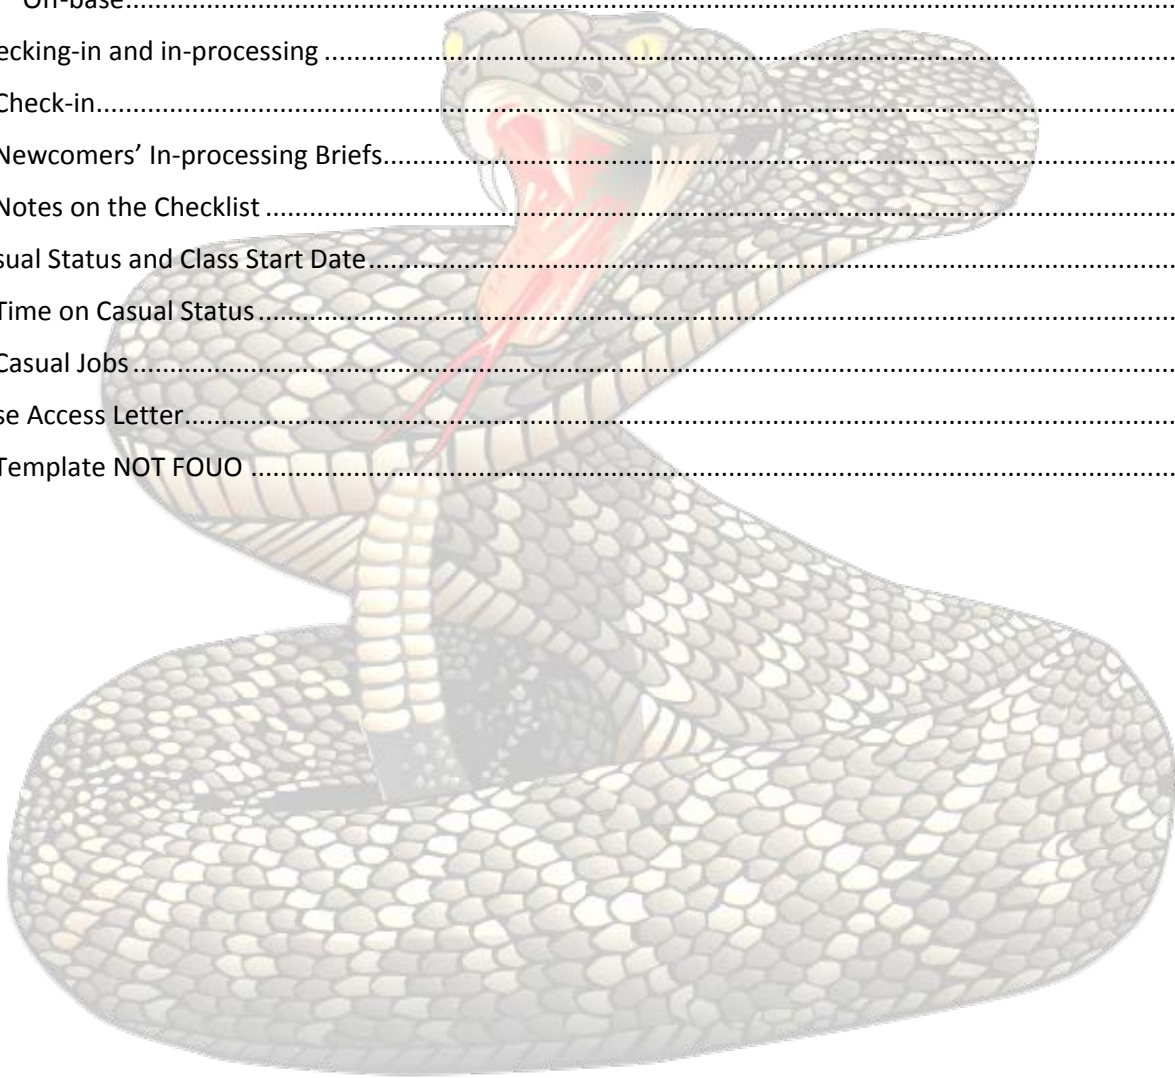 Off-base.......................................................................................................................
ecking-in and in-processing ....................................................................................................
Check-in.......................................................................................................................
Newcomers’ In-processing Briefs................................................................................................
Notes on the Checklist .........................................................................................................
sual Status and Class Start Date...............................................................................................
Time on Casual Status ..........................................................................................................
Casual Jobs ....................................................................................................................
se Access Letter...............................................................................................................
Template NOT FOUO ..............................................................................................................